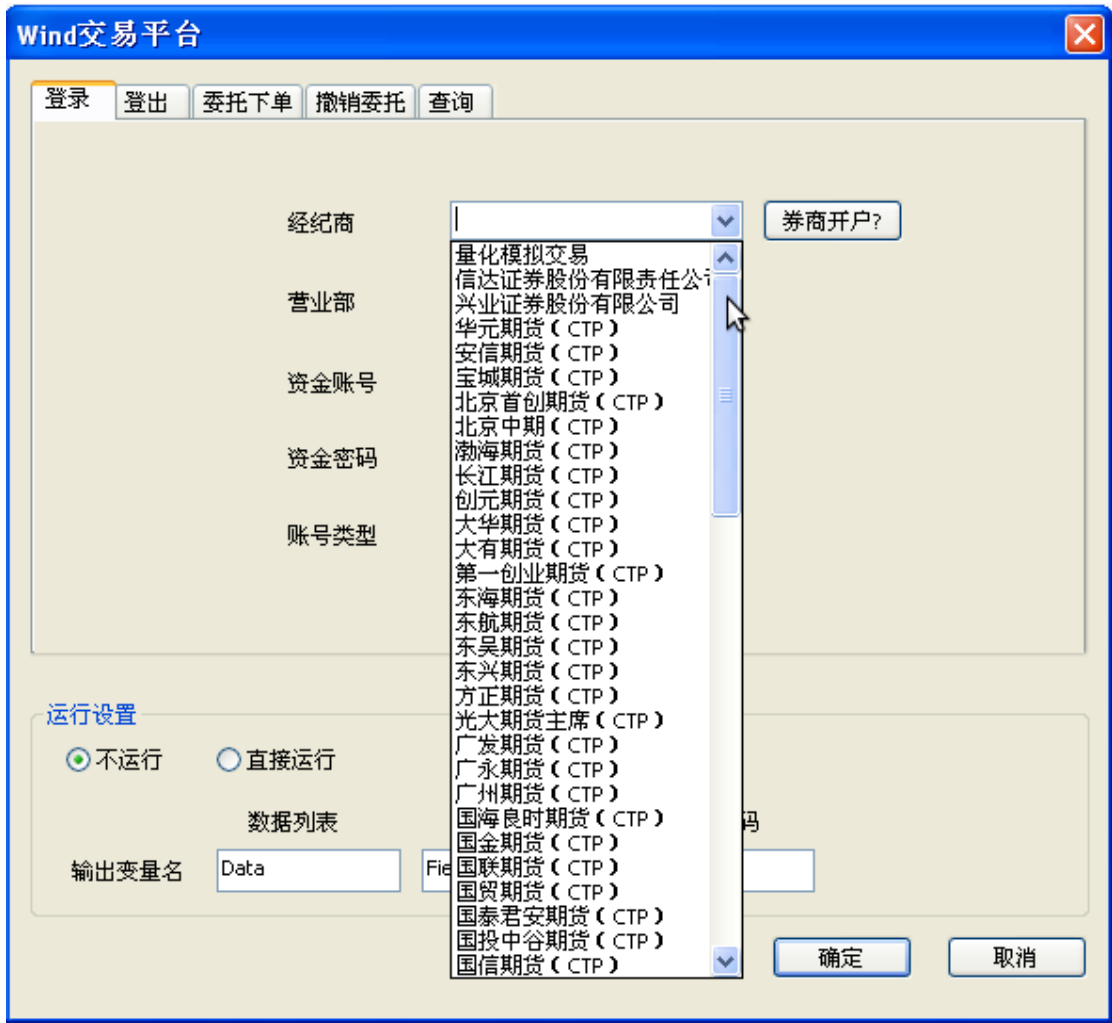 Wind交易平台
登录
登出
委托下单
撤销委托
查询
经纪商
券商开户?
量化模拟交易
信达证券股份有限责任公司
兴业证券股份有限公司
华元期货(CTP)
安信期货(CTP)
宝城期货(CTP)
北京首创期货(CTP)
北京中期(CTP)
渤海期货(CTP)
长江期货(CTP)
创元期货(CTP)
大华期货(CTP)
大有期货(CTP)
第一创业期货(CTP)
东海期货(CTP)
东航期货(CTP)
东吴期货(CTP)
东兴期货(CTP)
方正期货(CTP)
光大期货主席(CTP)
广发期货(CTP)
广永期货(CTP)
广州期货(CTP)
国海良时期货(CTP)
国金期货(CTP)
国联期货(CTP)
国贸期货(CTP)
国泰君安期货(CTP)
国投中谷期货(CTP)
国信期货(CTP)
营业部
资金账号
资金密码
账号类型
运行设置
不运行
直接运行
数据列表
码
输出变量名
Data
Fie
确定
取消